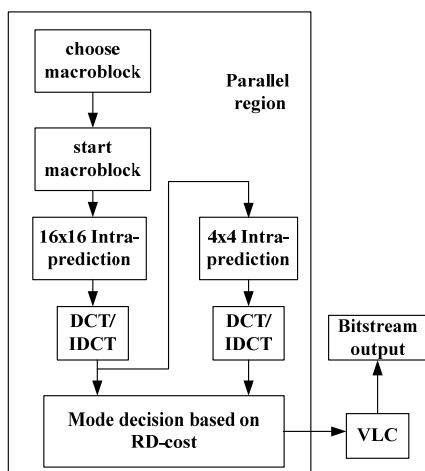 choose
macroblock
Parallel
region
start
macroblock
16x16 Intra-
prediction
4x4 Intra-
prediction
DCT/
IDCT
DCT/
IDCT
Bitstream
output
Mode decision based on
RD-cost
VLC